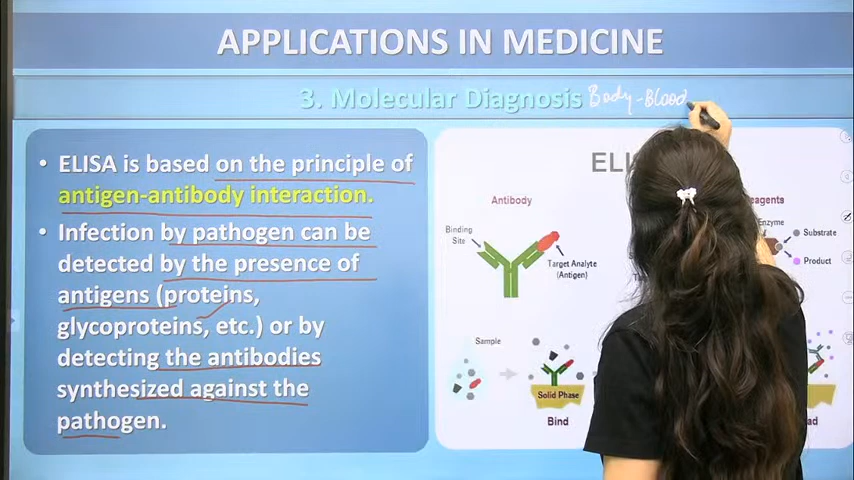 APPLICATIONS IN MEDICINE
3. Molecular Diagnosis Body-Blood
• ELISA is based on the principle of
antigen-antibody interaction.
• Infection by pathogen can be
detected by the presence of
antigens (proteins,
glycoproteins, etc.) or by
detecting the antibodies
synthesized against the
pathogen.
Antibody
Binding
Site
Target Analyte
(Antigen)
Enzyme
Substrate
Product
Sample
Solid Phase
Bind